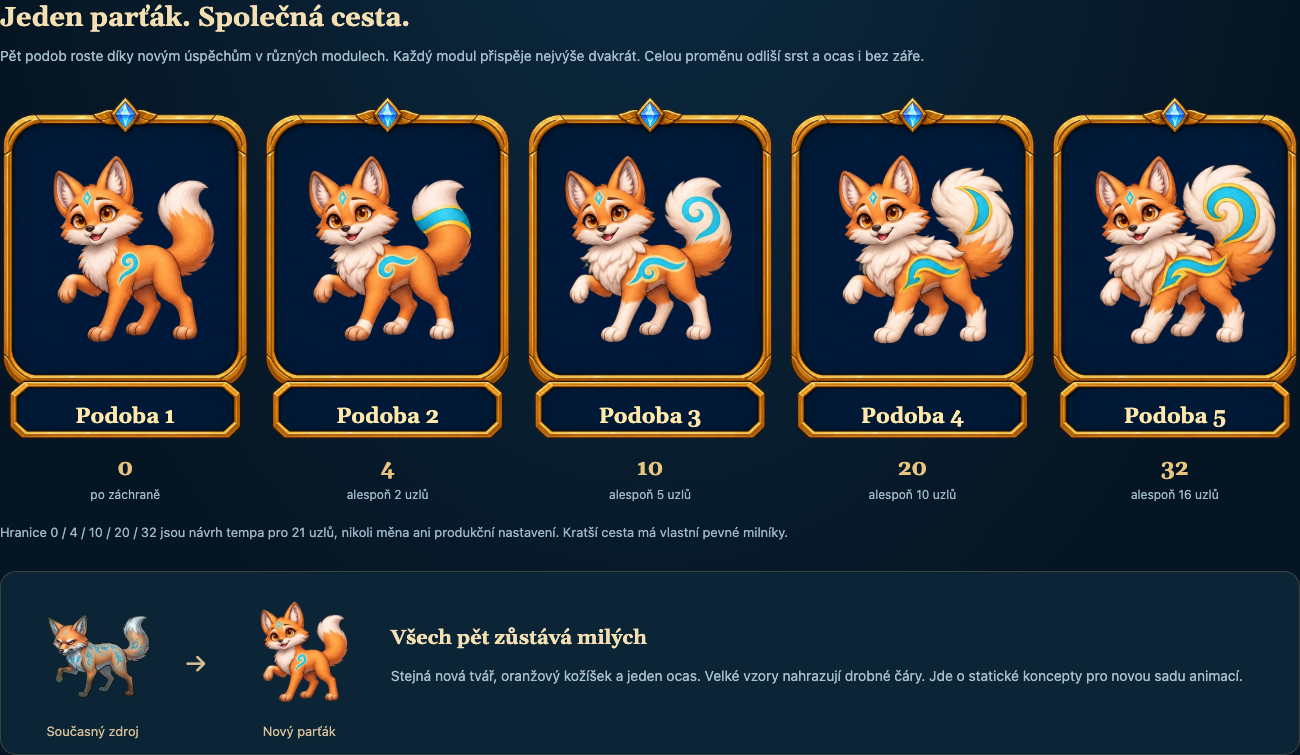 Jeden parťák. Společná cesta.
Pět podob roste díky novým úspěchům v různých modulech. Každý modul přispěje nejvýše dvakrát. Celou proměnu odliší srst a ocas i bez záře.
Podoba 1
Podoba 2
Podoba 3
Podoba 4
Podoba 5
0
4
10
20
32
po záchraně
alespoň 2 uzlů
alespoň 5 uzlů
alespoň 10 uzlů
alespoň 16 uzlů
Hranice 0 / 4 / 10 / 20 / 32 jsou návrh tempa pro 21 uzlů, nikoli měna ani produkční nastavení. Kratší cesta má vlastní pevné milníky.
Všech pět zůstává milých
Stejná nová tvář, oranžový kožíšek a jeden ocas. Velké vzory nahrazují drobné čáry. Jde o statické koncepty pro novou sadu animací.
Současný zdroj
Nový parťák